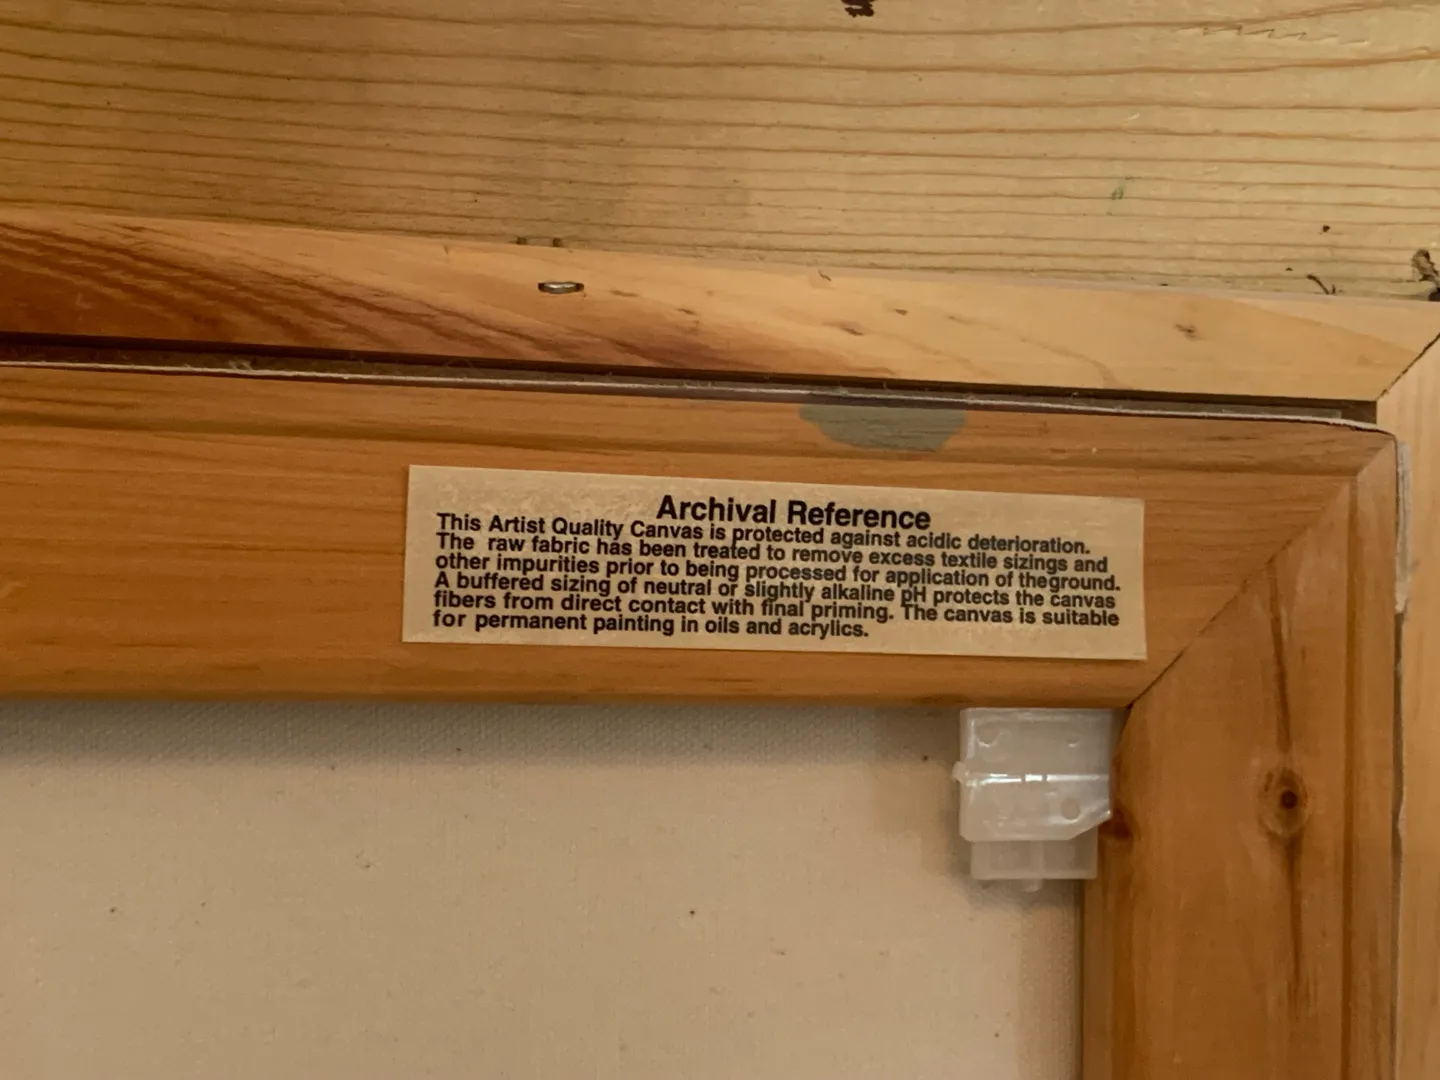 Archival Reference
This Artist Quality Canvas is protected against acidic deterioration.
The raw fabric has been treated to remove excess textile sizings and
other impurities prior to being processed for application of theground.
A buffered sizing of neutral or slightly alkaline pH protects the canvas
fibers from direct contact with final priming. The canvas is suitable
for permanent painting in oils and acrylics.